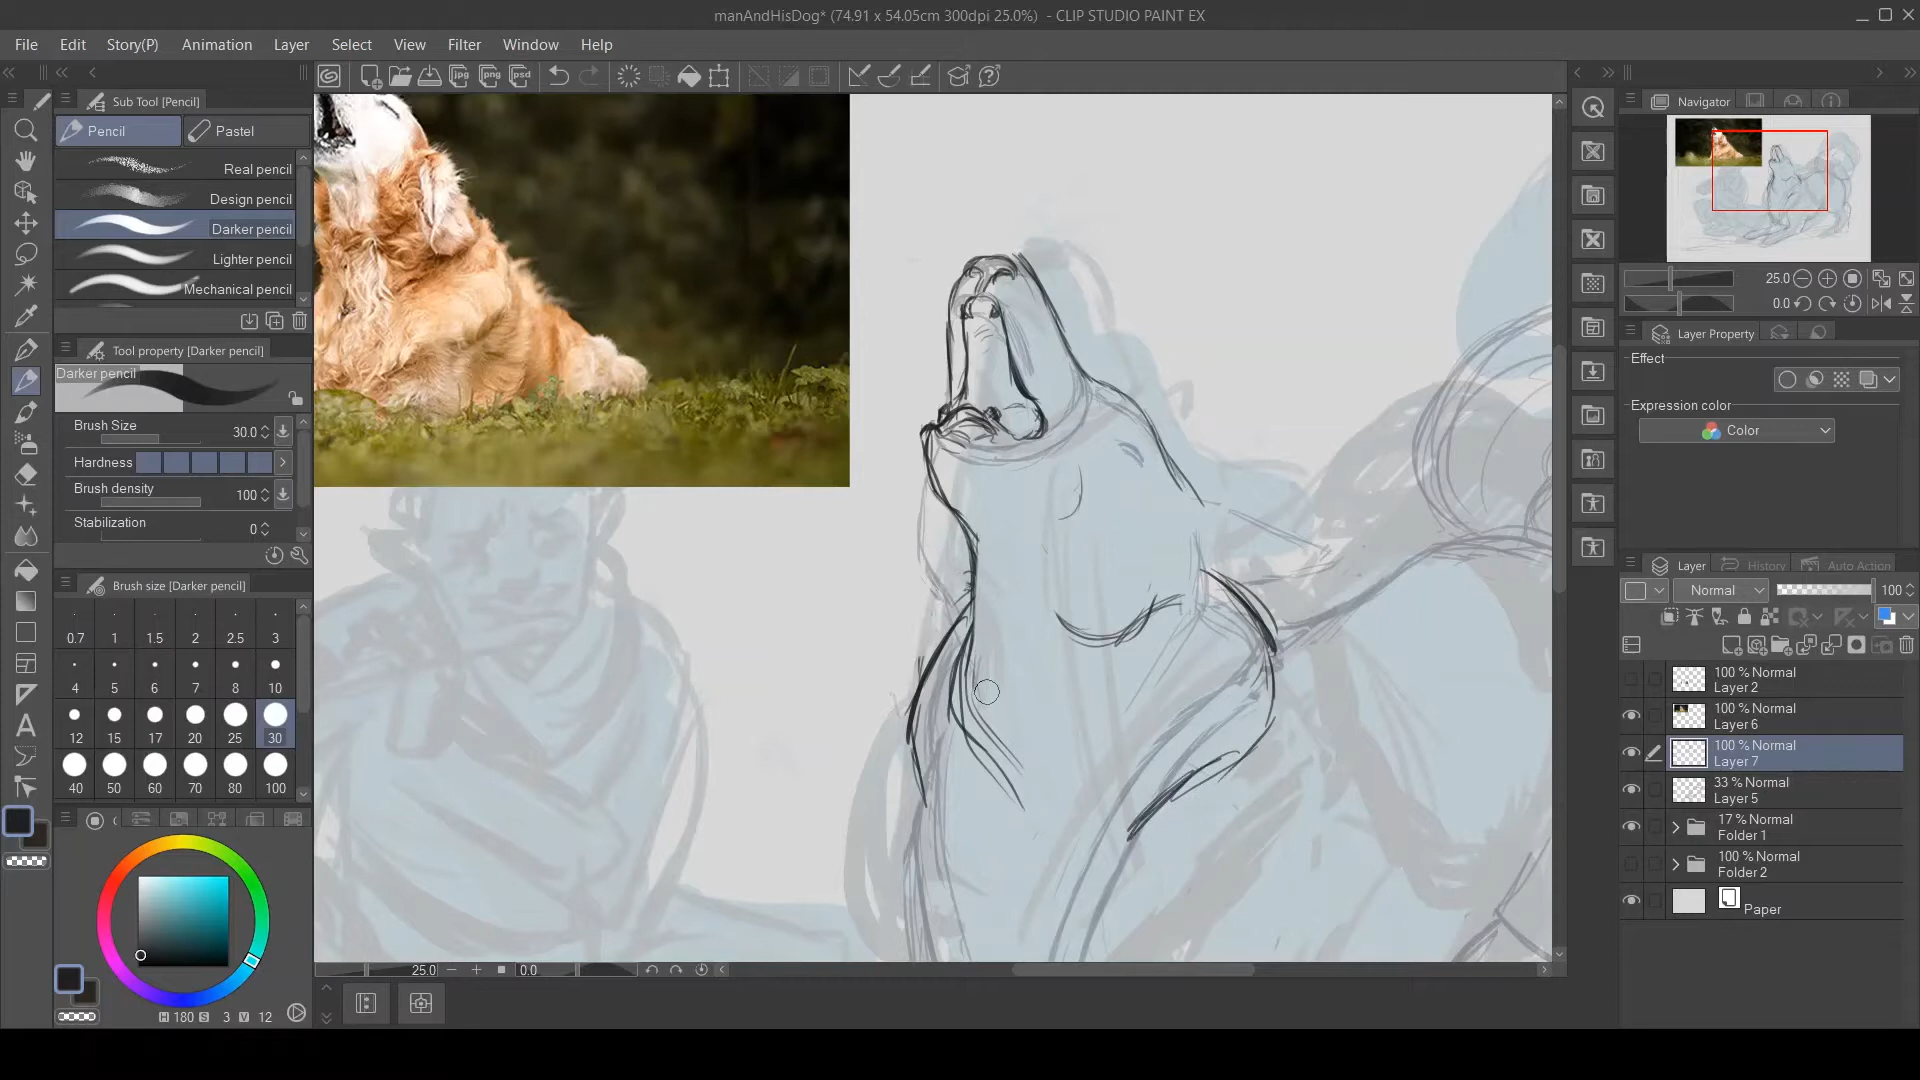 manAndHisDog* (74.91 x 54.05cm 300dpi 25.0%) - CLIP STUDIO PAINT EX
File Edit Story(P) Animation Layer Select View Filter Window Help
Sub Tool [Pencil]
Pencil Pastel
Real pencil
Design pencil
Darker pencil
Lighter pencil
Mechanical pencil
Tool property [Darker pencil]
Darker pencil
Brush Size 30.0
Hardness
Brush density 100
Stabilization 0
Brush size [Darker pencil]
0.7 1 1.5 2 2.5 3
4 5 6 7 8 10
12 15 17 20 25 30
40 50 60 70 80 100
H 180 S 3 V 12
jpg png psd
25.0 0.0
Navigator
25.0
0.0
Layer Property
Effect
Expression color
Color
Layer History Auto Action
Normal 100
100 % Normal
Layer 2
100 % Normal
Layer 6
100 % Normal
Layer 7
33 % Normal
Layer 5
17 % Normal
Folder 1
100 % Normal
Folder 2
Paper